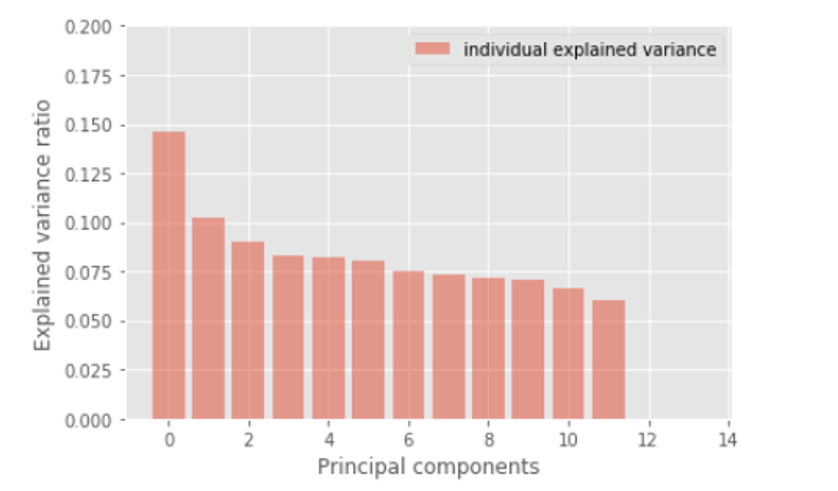 0.200
individual explained variance
0.175
0.150
0.125
0.100
0.075
0.050
0.025
0.000
Explained variance ratio
0 2 4 6 8 10 12 14
Principal components